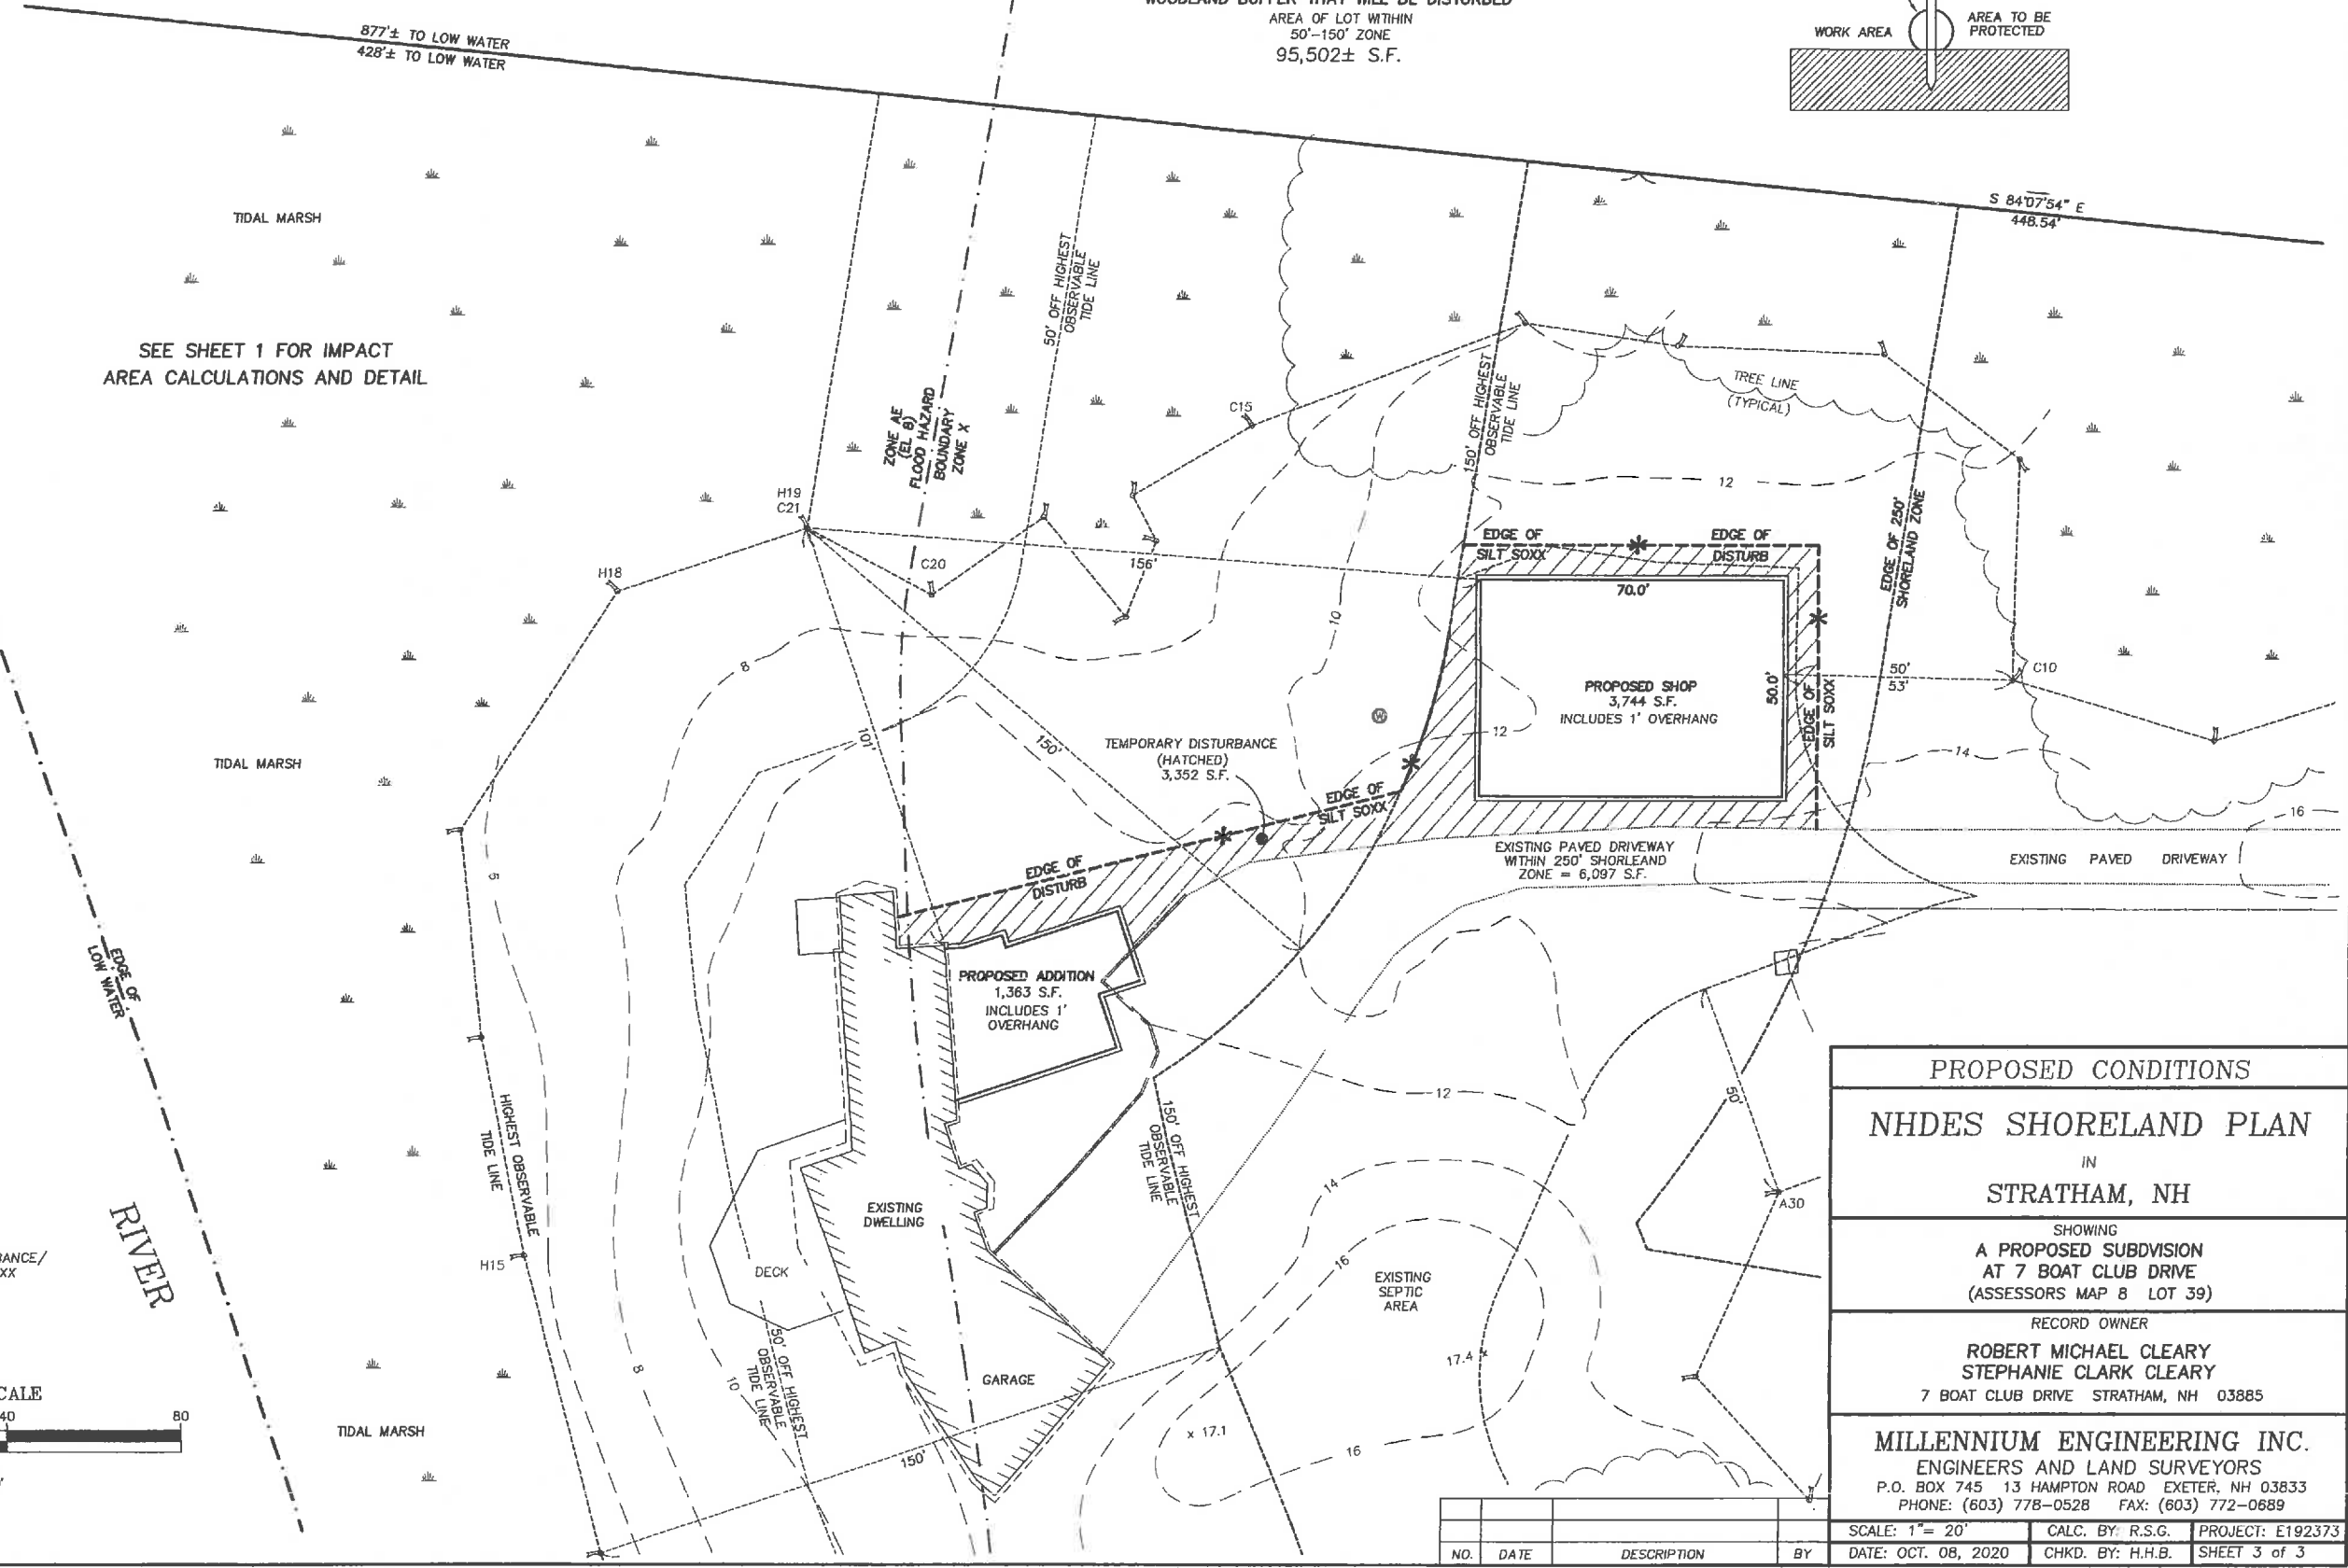 WOODLAND BUFFER THAT WILL BE DISTURBED
AREA OF LOT WITHIN
50'-150' ZONE
95,502± S.F.
WORK AREA
AREA TO BE
PROTECTED
877'± TO LOW WATER
428'± TO LOW WATER
S 84°07'54" E
448.54'
TIDAL MARSH
SEE SHEET 1 FOR IMPACT
AREA CALCULATIONS AND DETAIL
50' OFF HIGHEST
OBSERVABLE
TIDE LINE
ZONE AE
(EL 8)
FLOOD HAZARD
BOUNDARY
ZONE X
C15
150' OFF HIGHEST
OBSERVABLE
TIDE LINE
TREE LINE
(TYPICAL)
12
H19
C21
H18
C20
156'
10
EDGE OF
SILT SOXX
EDGE OF
DISTURB
EDGE OF 250'
SHORELAND ZONE
70.0'
50.0'
PROPOSED SHOP
3,744 S.F.
INCLUDES 1' OVERHANG
EDGE OF
SILT SOXX
50'
53'
C10
8
101'
150'
W
12
14
16
TIDAL MARSH
TEMPORARY DISTURBANCE
(HATCHED)
3,352 S.F.
EDGE OF
SILT SOXX
EDGE OF
DISTURB
EXISTING PAVED DRIVEWAY
WITHIN 250' SHORLEAND
ZONE = 6,097 S.F.
EXISTING PAVED DRIVEWAY
5
EDGE OF
LOW WATER
PROPOSED ADDITION
1,363 S.F.
INCLUDES 1'
OVERHANG
HIGHEST OBSERVABLE
TIDE LINE
12
150' OFF HIGHEST
OBSERVABLE
TIDE LINE
50'
A30
14
16
RIVER
EXISTING
DWELLING
H15
DECK
EXISTING
SEPTIC
AREA
17.4 x
8
10
50' OFF HIGHEST
OBSERVABLE
TIDE LINE
GARAGE
x 17.1
16
150'
TIDAL MARSH
ANCE/
XX
CALE
40
80
PROPOSED CONDITIONS
NHDES SHORELAND PLAN
IN
STRATHAM, NH
SHOWING
A PROPOSED SUBDVISION
AT 7 BOAT CLUB DRIVE
(ASSESSORS MAP 8 LOT 39)
RECORD OWNER
ROBERT MICHAEL CLEARY
STEPHANIE CLARK CLEARY
7 BOAT CLUB DRIVE STRATHAM, NH 03885
MILLENNIUM ENGINEERING INC.
ENGINEERS AND LAND SURVEYORS
P.O. BOX 745 13 HAMPTON ROAD EXETER, NH 03833
PHONE: (603) 778-0528 FAX: (603) 772-0689
SCALE: 1"= 20'
CALC. BY: R.S.G.
PROJECT: E192373
NO.
DATE
DESCRIPTION
BY
DATE: OCT. 08, 2020
CHKD. BY: H.H.B.
SHEET 3 of 3